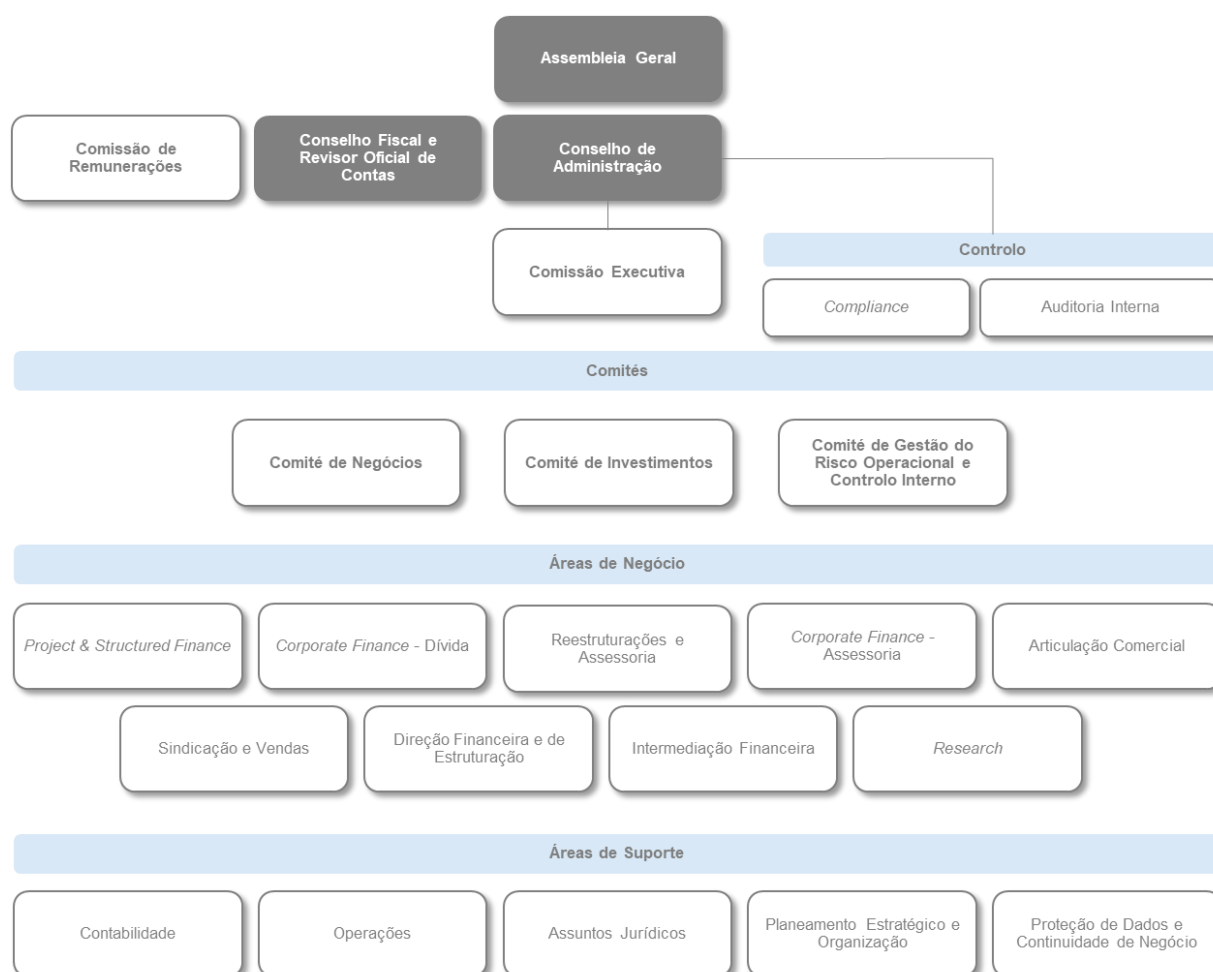 Assembleia Geral
Comissão de
Remunerações
Conselho Fiscal e
Revisor Oficial de
Contas
Conselho de
Administração
Comissão Executiva
Controlo
Compliance
Auditoria Interna
Comités
Comité de Negócios
Comité de Investimentos
Comité de Gestão do
Risco Operacional e
Controlo Interno
Áreas de Negócio
Project & Structured Finance
Corporate Finance - Dívida
Reestruturações e
Assessoria
Corporate Finance -
Assessoria
Articulação Comercial
Sindicação e Vendas
Direção Financeira e de
Estruturação
Intermediação Financeira
Research
Áreas de Suporte
Contabilidade
Operações
Assuntos Jurídicos
Planeamento Estratégico e
Organização
Proteção de Dados e
Continuidade de Negócio